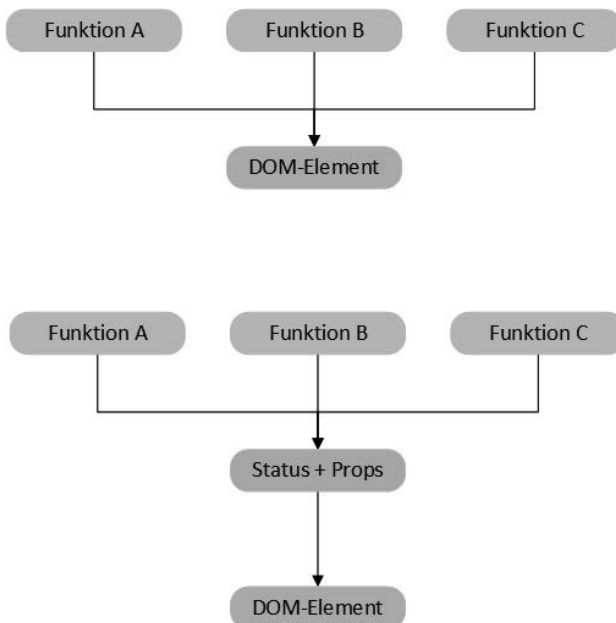 Funktion A
Funktion B
Funktion C
DOM-Element
Funktion A
Funktion B
Funktion C
Status + Props
DOM-Element